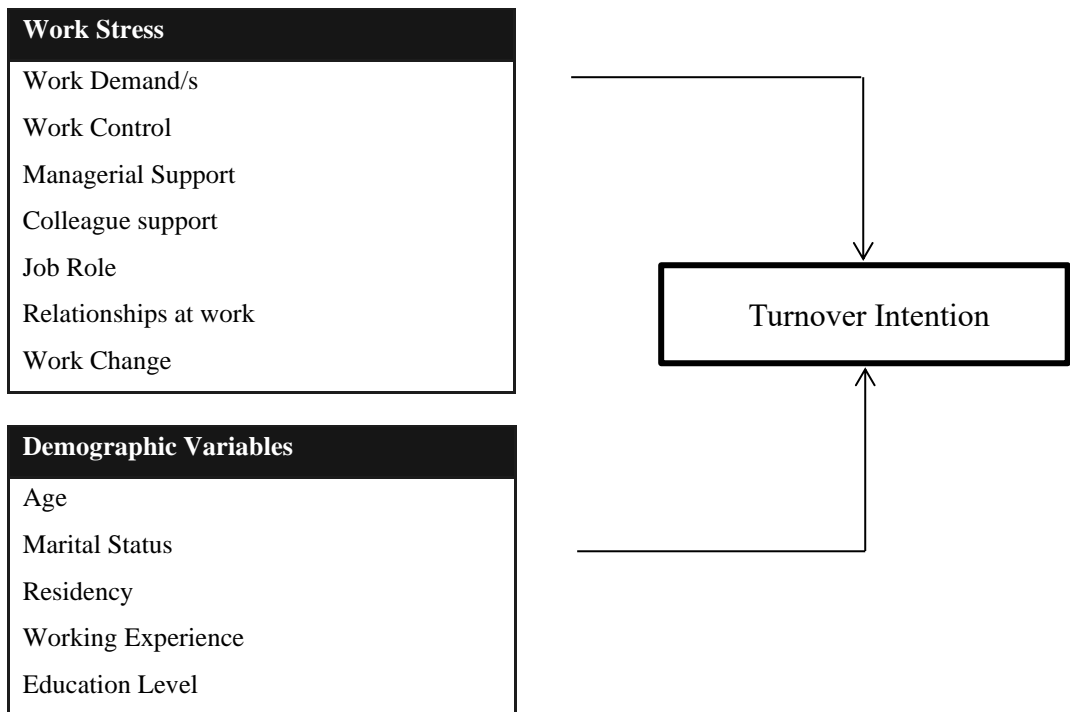 Work Stress
Work Demand/s
Work Control
Managerial Support
Colleague support
Job Role
Relationships at work
Work Change
Turnover Intention
Demographic Variables
Age
Marital Status
Residency
Working Experience
Education Level